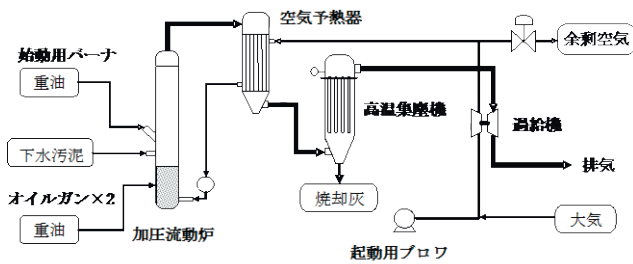 空気予熱器
余剰空気
始動用バーナ
重油
高温集塵機
過給機
下水汚泥
排気
オイルガン×2
焼却灰
重油
加圧流動炉
大気
起動用ブロワ